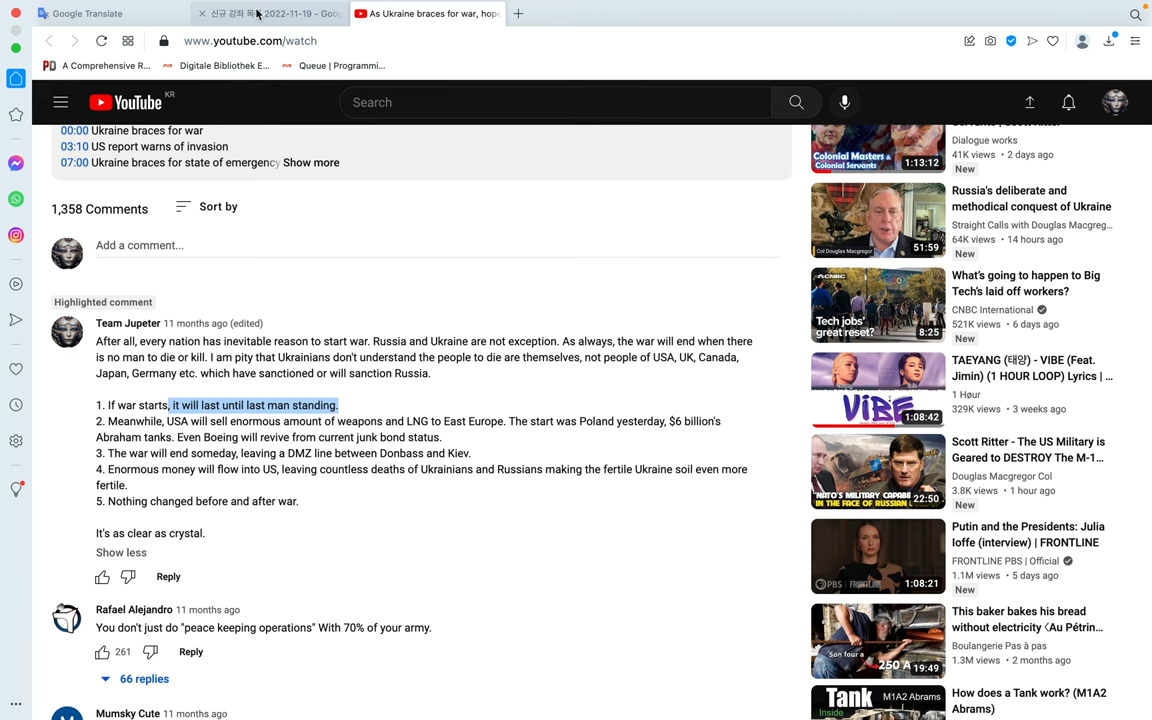 Google Translate
신규 강좌 목 2022-11-19 - Goo
As Ukraine braces for war, hope
www.youtube.com/watch
A Comprehensive R...
Digitale Bibliothek E...
Queue | Programmi...
YouTube KR
Search
00:00 Ukraine braces for war
03:10 US report warns of invasion
07:00 Ukraine braces for state of emergency Show more
1,358 Comments
Sort by
Add a comment...
Highlighted comment
Team Jupeter 11 months ago (edited)
After all, every nation has inevitable reason to start war. Russia and Ukraine are not exception. As always, the war will end when there
is no man to die or kill. I am pity that Ukrainians don't understand the people to die are themselves, not people of USA, UK, Canada,
Japan, Germany etc. which have sanctioned or will sanction Russia.
1. If war starts, it will last until last man standing.
2. Meanwhile, USA will sell enormous amount of weapons and LNG to East Europe. The start was Poland yesterday, $6 billion's
Abraham tanks. Even Boeing will revive from current junk bond status.
3. The war will end someday, leaving a DMZ line between Donbass and Kiev.
4. Enormous money will flow into US, leaving countless deaths of Ukrainians and Russians making the fertile Ukraine soil even more
fertile.
5. Nothing changed before and after war.
It's as clear as crystal.
Show less
Reply
Rafael Alejandro 11 months ago
You don't just do "peace keeping operations" With 70% of your army.
261
Reply
66 replies
Mumsky Cute 11 months ago
Servants | Scott Ritter
Dialogue works
41K views • 2 days ago
New
Colonial Masters &
Colonial Servants
1:13:12
Russia's deliberate and
methodical conquest of Ukraine
Straight Calls with Douglas Macgreg...
64K views • 14 hours ago
New
Col Douglas Macgregor
51:59
What's going to happen to Big
Tech's laid off workers?
CNBC International
521K views • 6 days ago
New
CNBC
Tech jobs'
great reset?
8:25
TAEYANG (태양) - VIBE (Feat.
Jimin) (1 HOUR LOOP) Lyrics | ...
1 Høur
329K views • 3 weeks ago
ViBE
1:08:42
Scott Ritter - The US Military is
Geared to DESTROY The M-1...
Douglas Macgregor Col
3.8K views • 1 hour ago
New
NATO'S MILITARY CAPABI
IN THE FACE OF RUSSIAN
22:50
Putin and the Presidents: Julia
Ioffe (interview) | FRONTLINE
FRONTLINE PBS | Official
1.1M views • 5 days ago
New
PBS FRONTLINE
1:08:21
This baker bakes his bread
without electricity〈Au Pétrin...
Boulangerie Pas à pas
1.3M views • 2 months ago
Son four a
250 A
19:49
How does a Tank work? (M1A2
Abrams)
Tank M1A2 Abrams
Inside